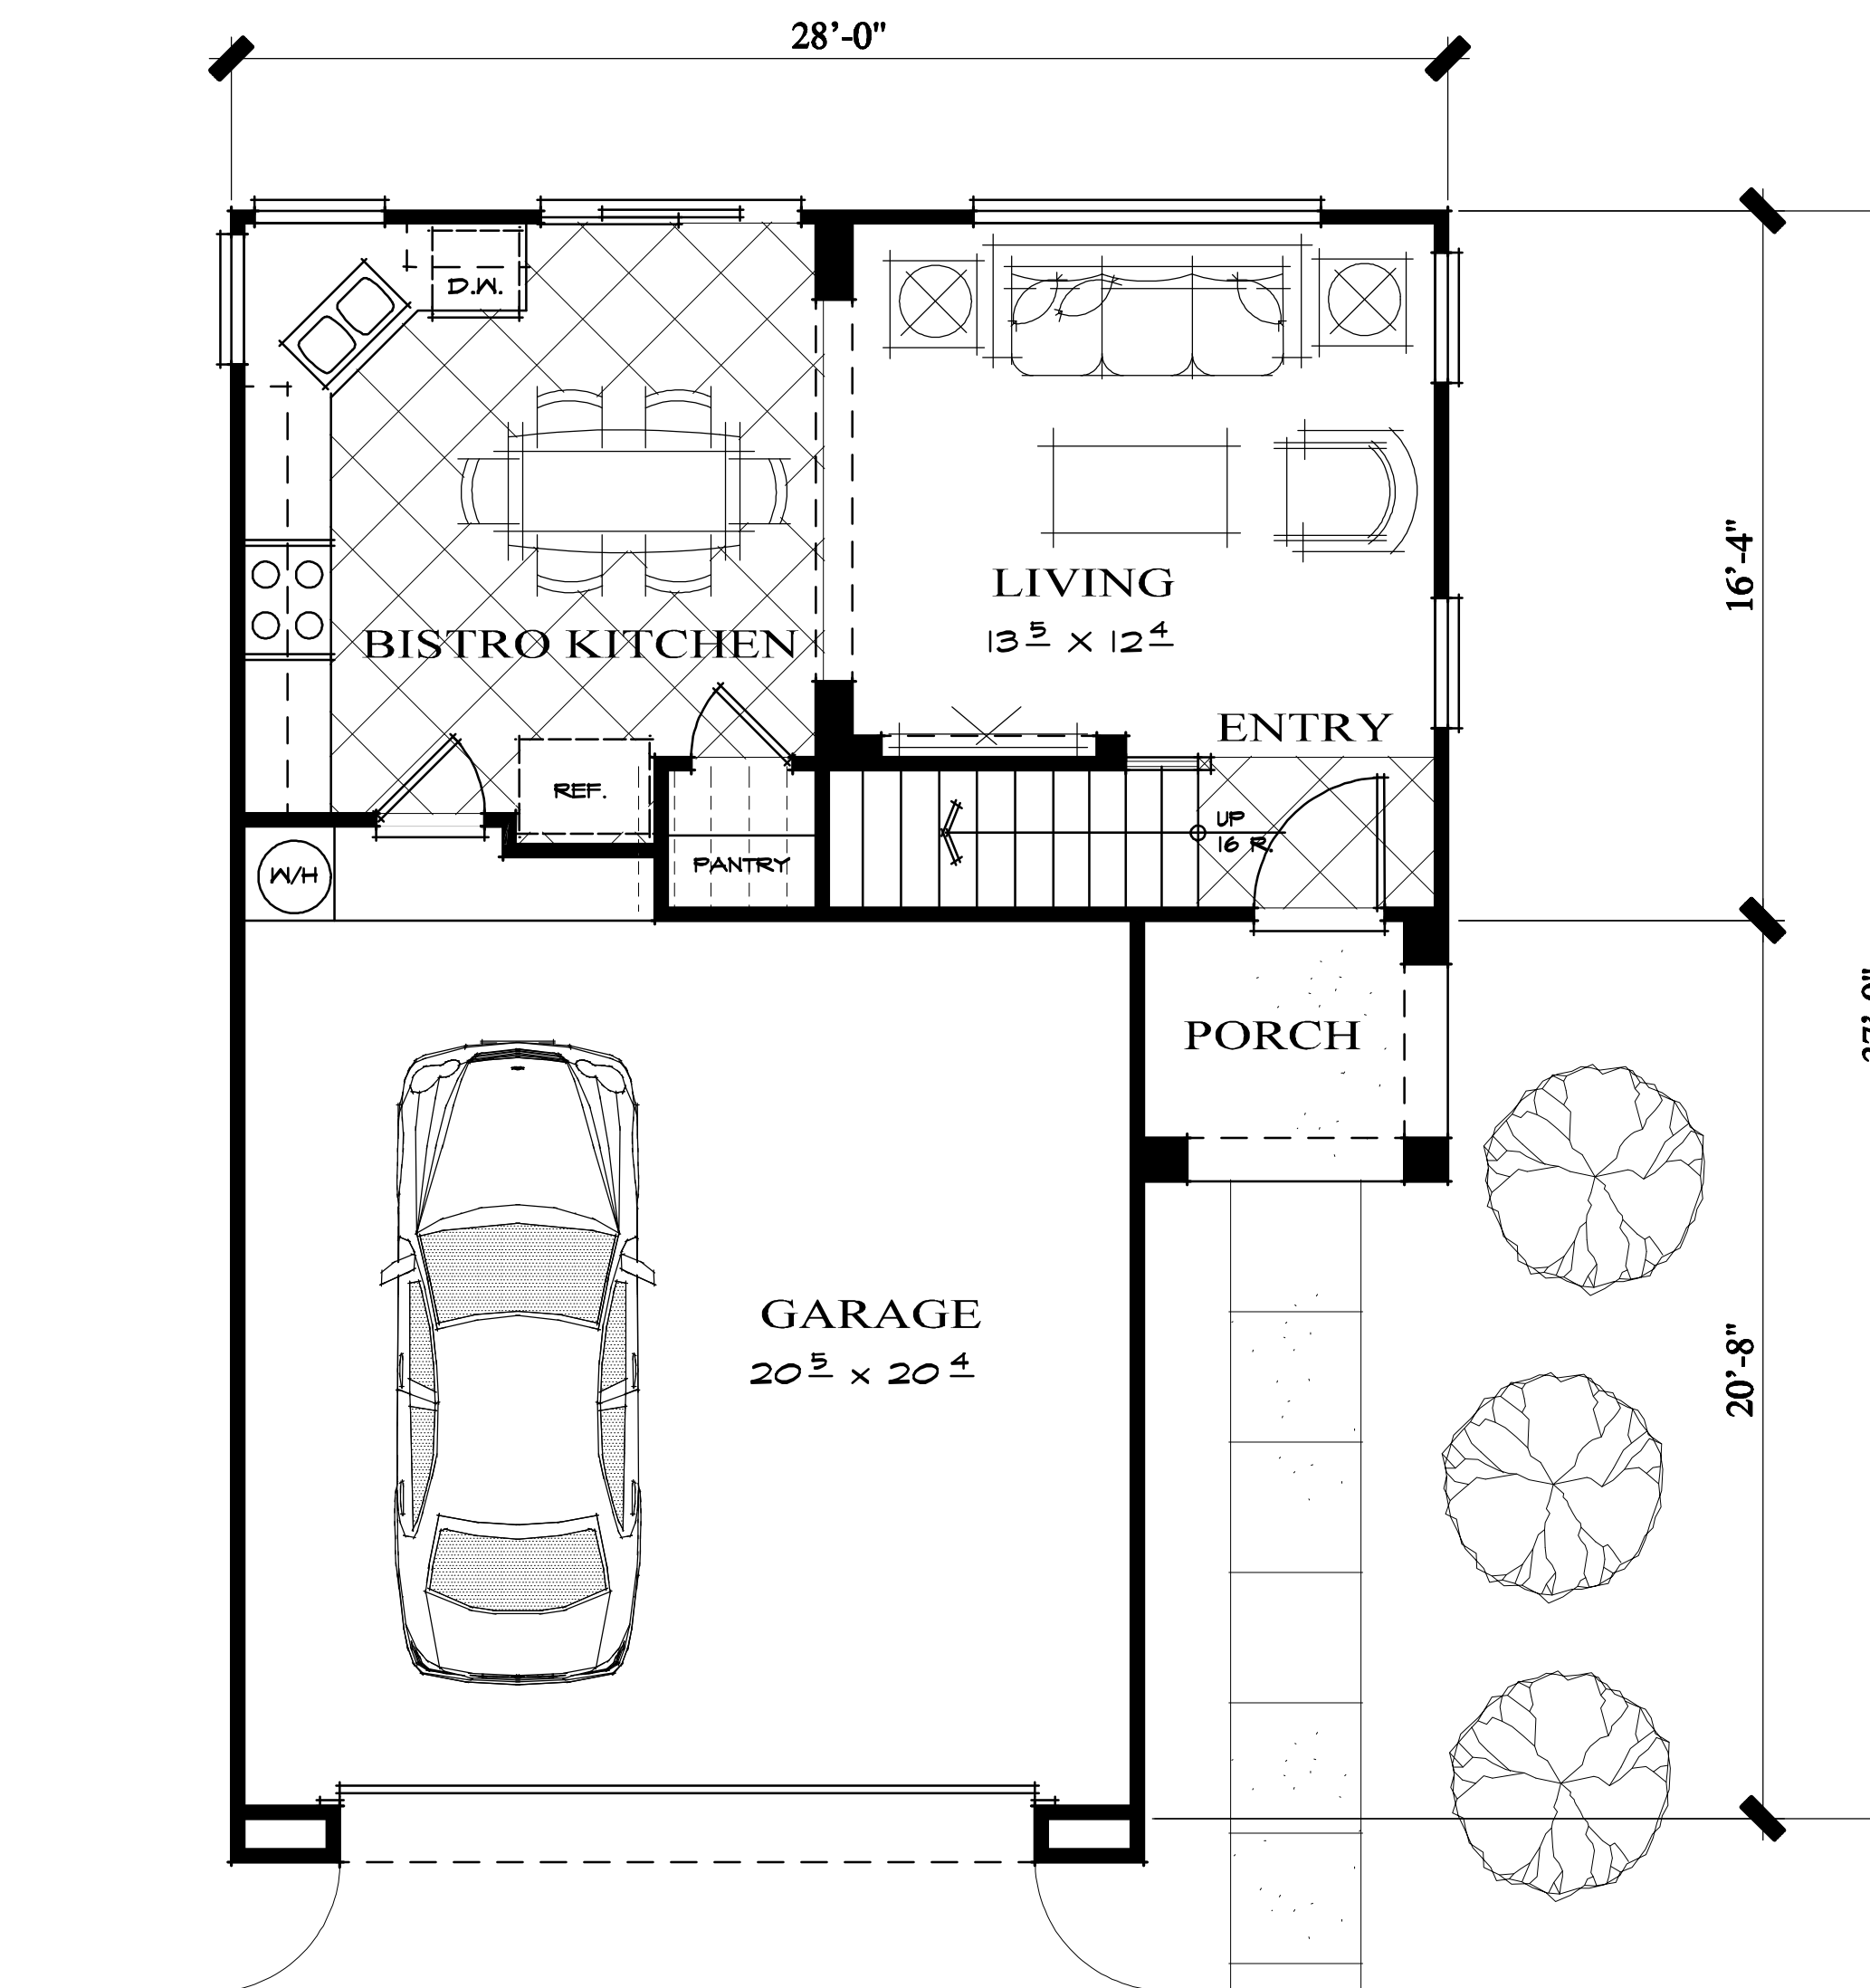 28'-0"
D.W.
16'-4"
LIVING
13 5 X 12 4
BISTRO KITCHEN
ENTRY
REF.
UP
16 R.
PANTRY
W/H
PORCH
GARAGE
20 5 x 20 4
20'-8"